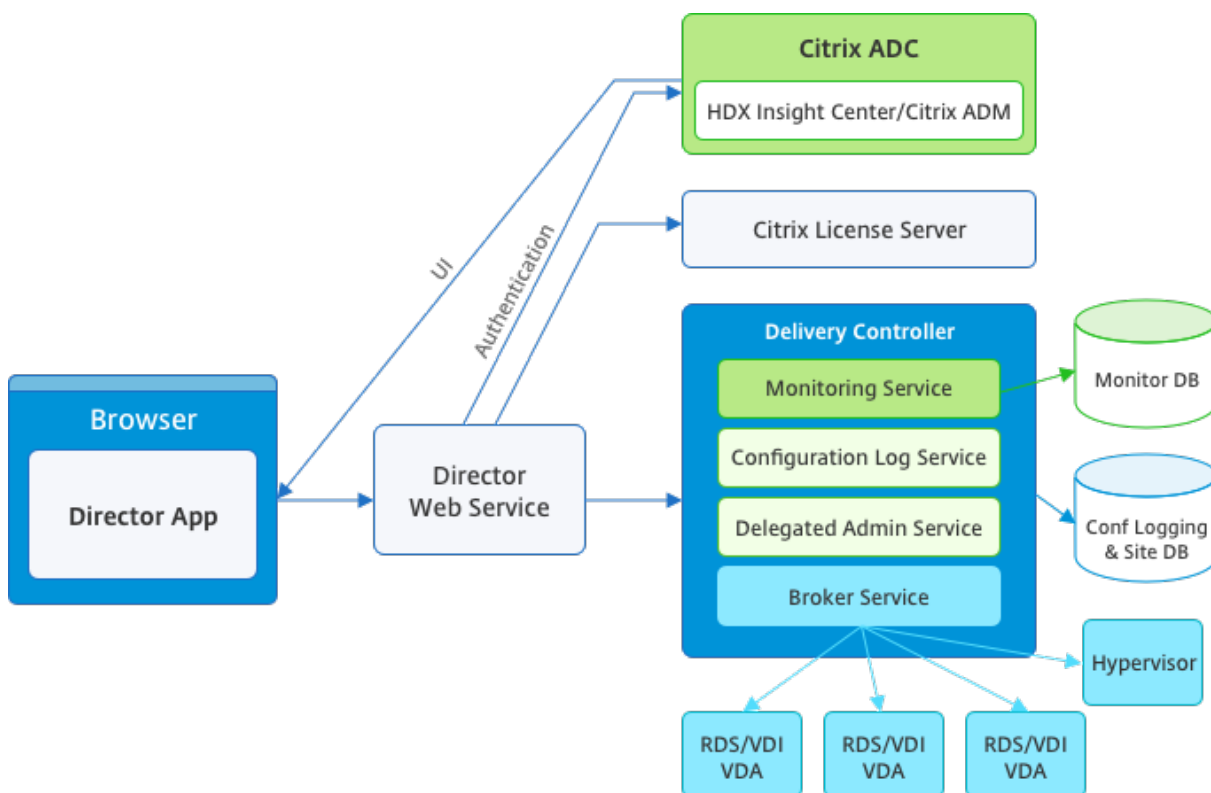 Citrix ADC
HDX Insight Center/Citrix ADM
Citrix License Server
UI
Authentication
Delivery Controller
Monitoring Service
Configuration Log Service
Delegated Admin Service
Broker Service
Monitor DB
Conf Logging
& Site DB
Browser
Director App
Director
Web Service
Hypervisor
RDS/VDI
VDA
RDS/VDI
VDA
RDS/VDI
VDA